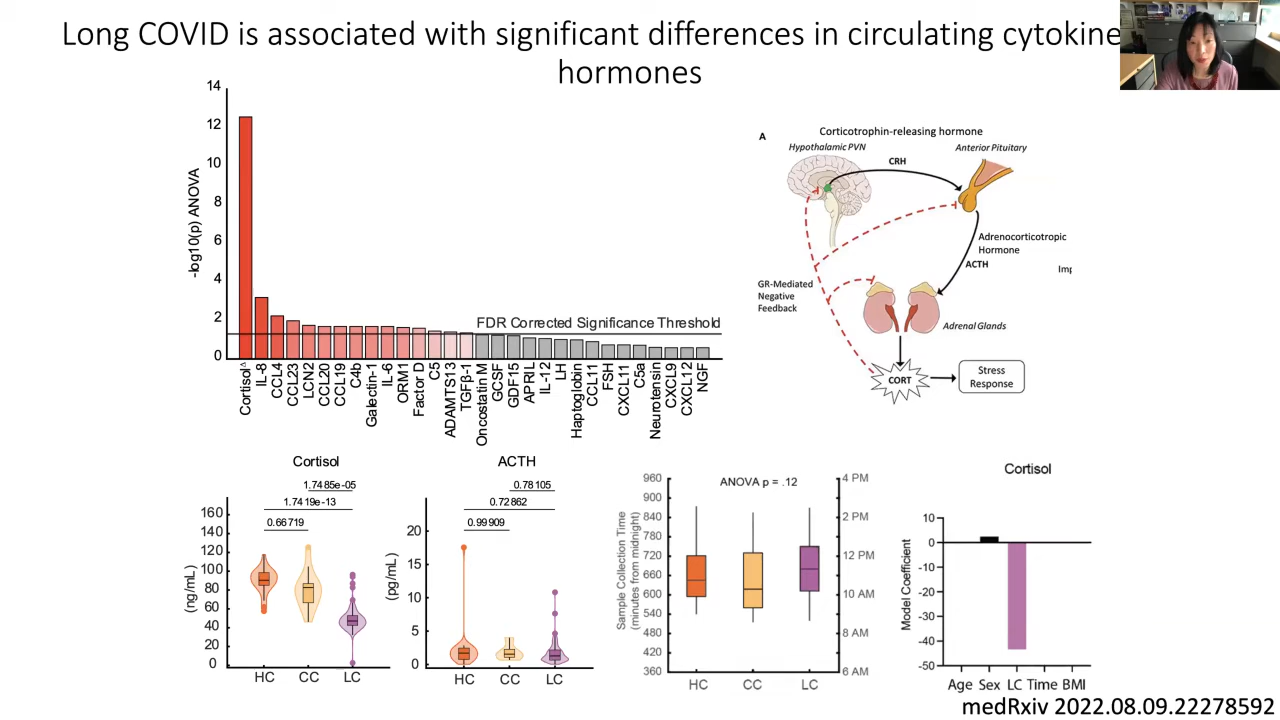 Long COVID is associated with significant differences in circulating cytokine
hormones
14
12
10
8
6
4
2
0
-log10(p) ANOVA
FDR Corrected Significance Threshold
Cortisol^
IL-8
CCL4
CCL23
LCN2
CCL20
CCL19
C4b
Galectin-1
IL-6
ORM1
Factor D
C5
ADAMTS13
TGFβ-1
Oncostatin M
GCSF
GDF15
APRIL
IL-12
LH
Haptoglobin
CCL11
FSH
CXCL11
C5a
Neurotensin
CXCL9
CXCL12
NGF
A
Corticotrophin-releasing hormone
Hypothalamic PVN
Anterior Pituitary
CRH
Adrenocorticotropic
Hormone
ACTH
Imp
GR-Mediated
Negative
Feedback
Adrenal Glands
CORT
Stress
Response
Cortisol
1.7485e-05
1.7419e-13
0.66719
160
140
120
100
80
60
40
20
0
(ng/mL)
HC CC LC
ACTH
0.78105
0.72862
0.99909
20
15
10
5
0
(pg/mL)
HC CC LC
ANOVA p = .12
960
900
840
780
720
660
600
540
480
420
360
Sample Collection Time
(minutes from midnight)
4 PM
2 PM
12 PM
10 AM
8 AM
6 AM
HC CC LC
Cortisol
10
0
-10
-20
-30
-40
-50
Model Coefficient
Age Sex LC Time BMI
medRxiv 2022.08.09.22278592